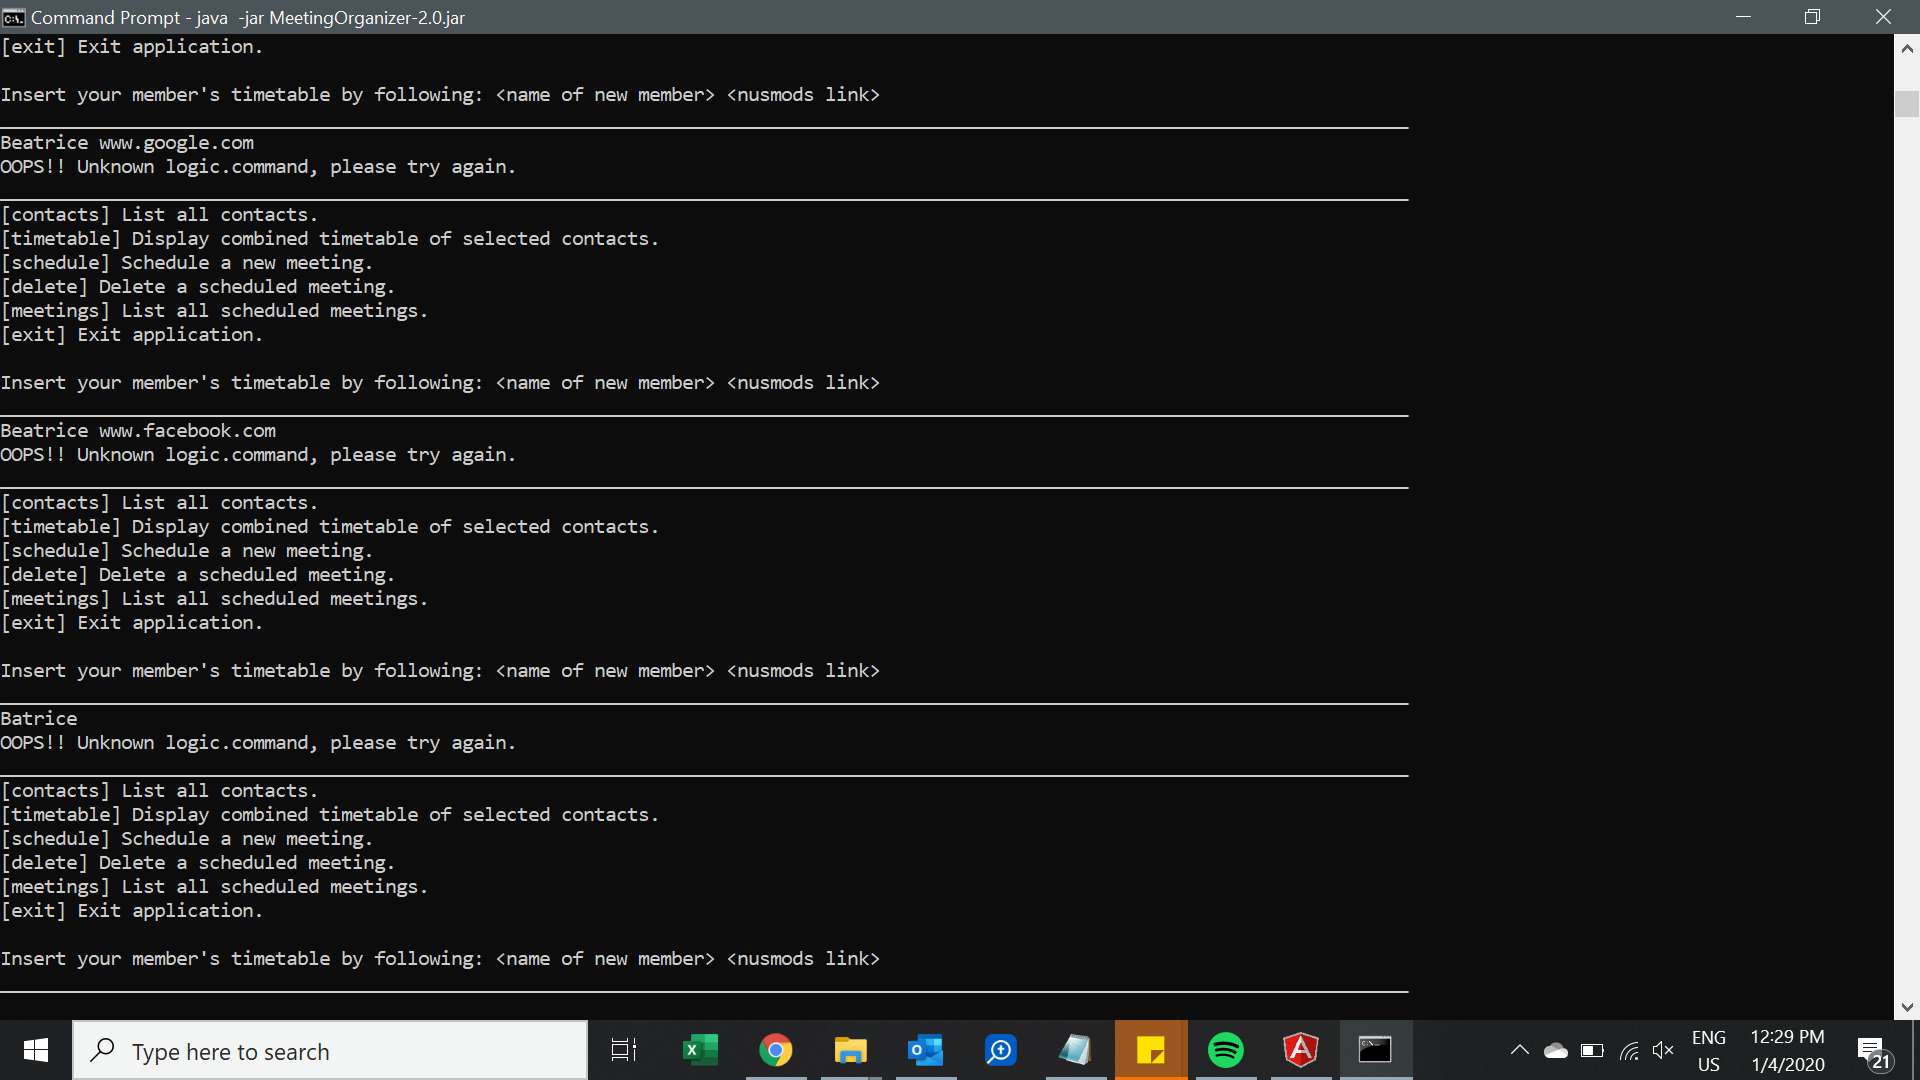 Command Prompt - java  -jar MeetingOrganizer-2.0.jar
[exit] Exit application.
Insert your member's timetable by following: <name of new member> <nusmods link>
Beatrice www.google.com
OOPS!! Unknown logic.command, please try again.
[contacts] List all contacts.
[timetable] Display combined timetable of selected contacts.
[schedule] Schedule a new meeting.
[delete] Delete a scheduled meeting.
[meetings] List all scheduled meetings.
[exit] Exit application.
Insert your member's timetable by following: <name of new member> <nusmods link>
Beatrice www.facebook.com
OOPS!! Unknown logic.command, please try again.
[contacts] List all contacts.
[timetable] Display combined timetable of selected contacts.
[schedule] Schedule a new meeting.
[delete] Delete a scheduled meeting.
[meetings] List all scheduled meetings.
[exit] Exit application.
Insert your member's timetable by following: <name of new member> <nusmods link>
Batrice
OOPS!! Unknown logic.command, please try again.
[contacts] List all contacts.
[timetable] Display combined timetable of selected contacts.
[schedule] Schedule a new meeting.
[delete] Delete a scheduled meeting.
[meetings] List all scheduled meetings.
[exit] Exit application.
Insert your member's timetable by following: <name of new member> <nusmods link>
Type here to search
ENG
US
12:29 PM
1/4/2020
21